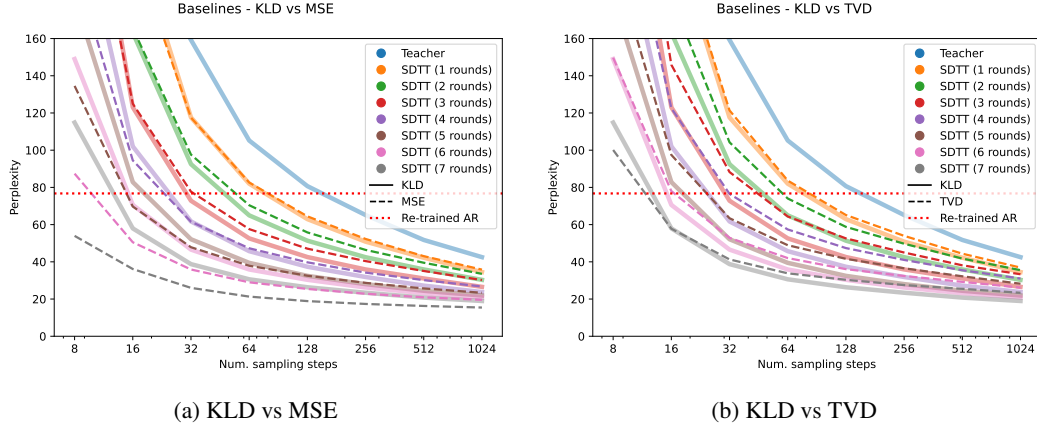 Baselines - KLD vs MSE
160
140
120
100
80
60
40
20
0
Perplexity
8
16
32
64
128
256
512
1024
Num. sampling steps
Teacher
SDTT (1 rounds)
SDTT (2 rounds)
SDTT (3 rounds)
SDTT (4 rounds)
SDTT (5 rounds)
SDTT (6 rounds)
SDTT (7 rounds)
KLD
MSE
Re-trained AR
(a) KLD vs MSE
Baselines - KLD vs TVD
160
140
120
100
80
60
40
20
0
Perplexity
8
16
32
64
128
256
512
1024
Num. sampling steps
Teacher
SDTT (1 rounds)
SDTT (2 rounds)
SDTT (3 rounds)
SDTT (4 rounds)
SDTT (5 rounds)
SDTT (6 rounds)
SDTT (7 rounds)
KLD
TVD
Re-trained AR
(b) KLD vs TVD